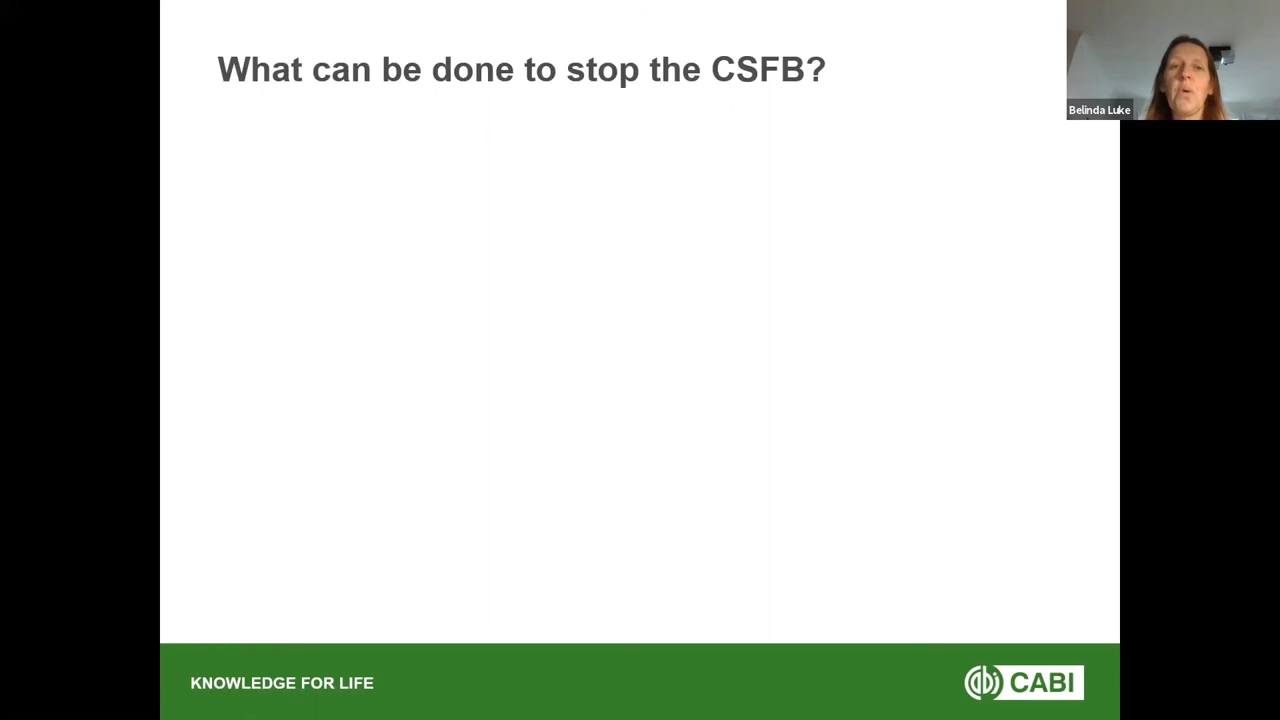 What can be done to stop the CSFB?
Belinda Luke
KNOWLEDGE FOR LIFE
CABI